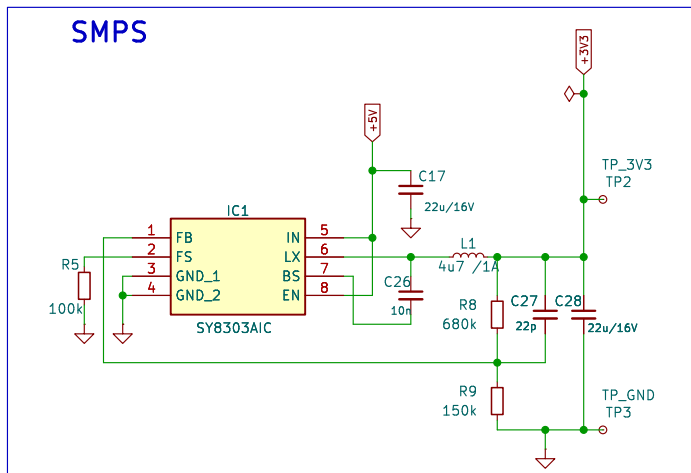 SMPS
+3V3
+5V
TP_3V3
TP2
C17
22u/16V
IC1
1 FB IN 5
2 FS LX 6
3 GND_1 BS 7
4 GND_2 EN 8
SY8303AIC
R5
100k
L1
4u7 /1A
C26
10n
R8
680k
C27
22p
C28
22u/16V
R9
150k
TP_GND
TP3